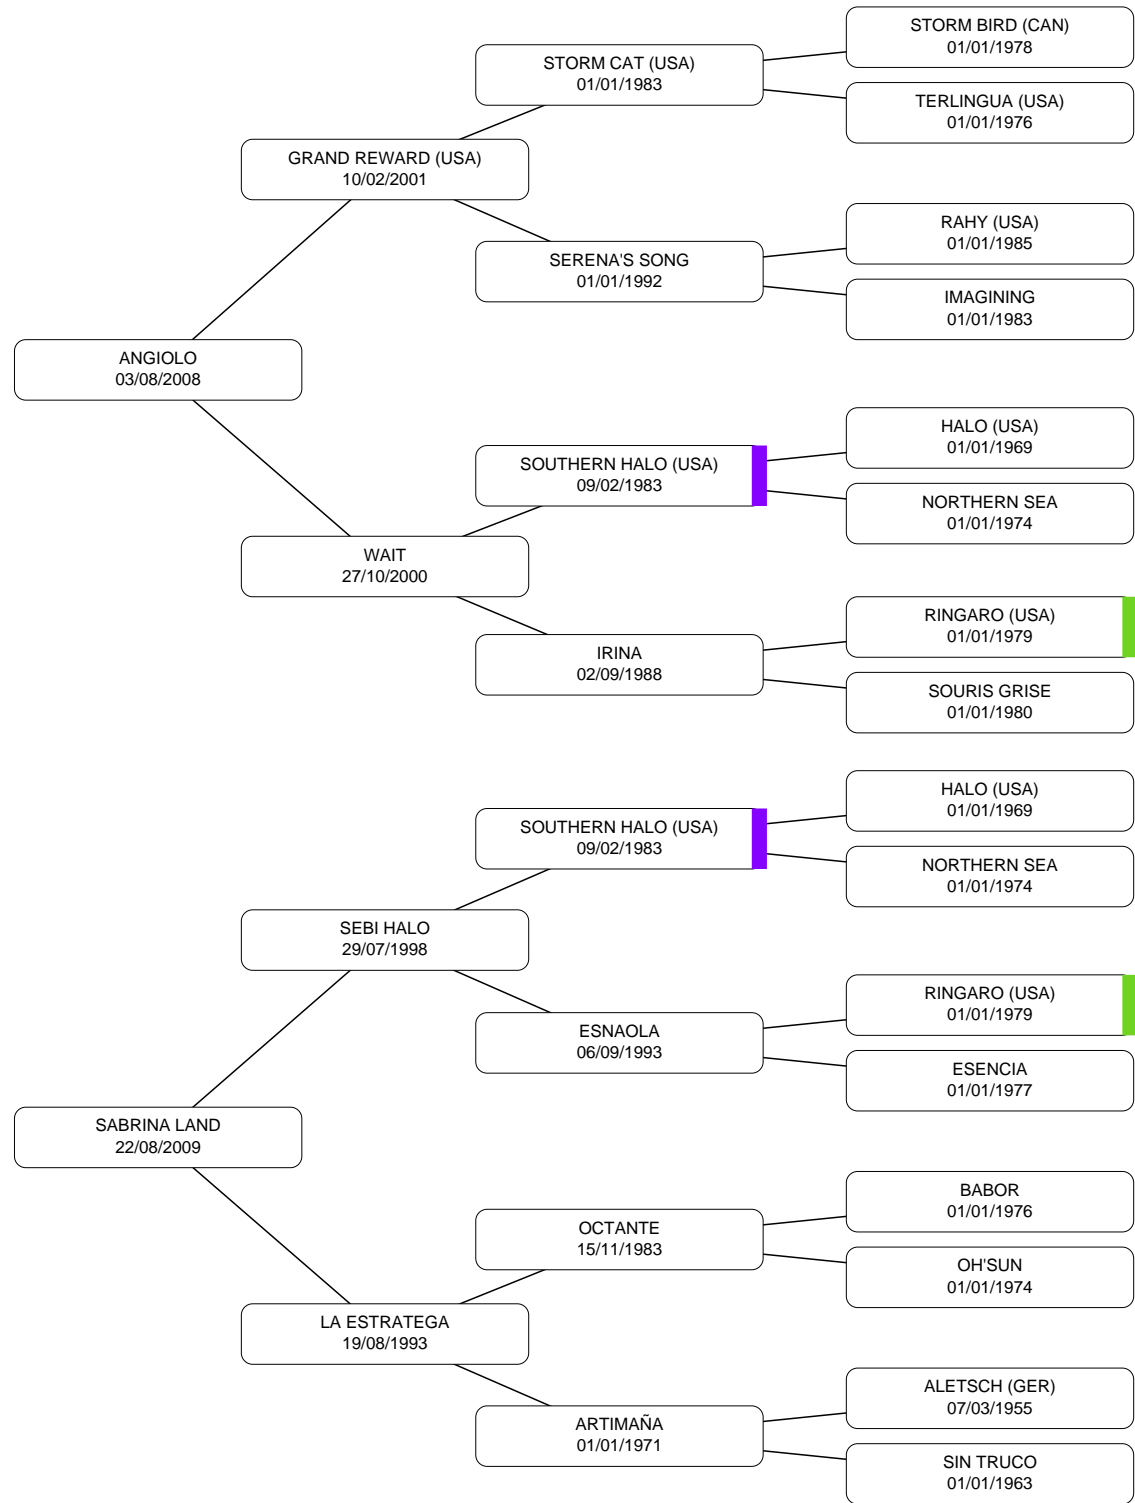 STORM BIRD (CAN)
01/01/1978
STORM CAT (USA)
01/01/1983
TERLINGUA (USA)
01/01/1976
GRAND REWARD (USA)
10/02/2001
RAHY (USA)
01/01/1985
SERENA'S SONG
01/01/1992
IMAGINING
01/01/1983
ANGIOLO
03/08/2008
HALO (USA)
01/01/1969
SOUTHERN HALO (USA)
09/02/1983
NORTHERN SEA
01/01/1974
WAIT
27/10/2000
RINGARO (USA)
01/01/1979
IRINA
02/09/1988
SOURIS GRISE
01/01/1980
HALO (USA)
01/01/1969
SOUTHERN HALO (USA)
09/02/1983
NORTHERN SEA
01/01/1974
SEBI HALO
29/07/1998
RINGARO (USA)
01/01/1979
ESNAOLA
06/09/1993
ESENCIA
01/01/1977
SABRINA LAND
22/08/2009
BABOR
01/01/1976
OCTANTE
15/11/1983
OH'SUN
01/01/1974
LA ESTRATEGA
19/08/1993
ALETSCH (GER)
07/03/1955
ARTIMAÑA
01/01/1971
SIN TRUCO
01/01/1963